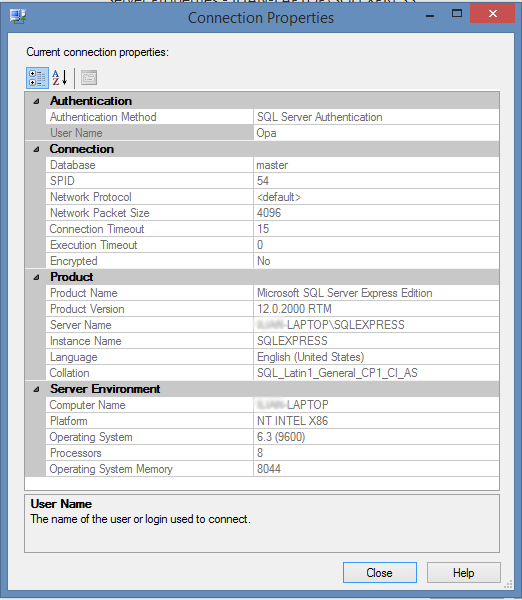 Connection Properties
Current connection properties:
Authentication
Authentication Method SQL Server Authentication
User Name Opa
Connection
Database master
SPID 54
Network Protocol <default>
Network Packet Size 4096
Connection Timeout 15
Execution Timeout 0
Encrypted No
Product
Product Name Microsoft SQL Server Express Edition
Product Version 12.0.2000 RTM
Server Name -LAPTOP\SQLEXPRESS
Instance Name SQLEXPRESS
Language English (United States)
Collation SQL_Latin1_General_CP1_CI_AS
Server Environment
Computer Name -LAPTOP
Platform NT INTEL X86
Operating System 6.3 (9600)
Processors 8
Operating System Memory 8044
User Name
The name of the user or login used to connect.
Close Help